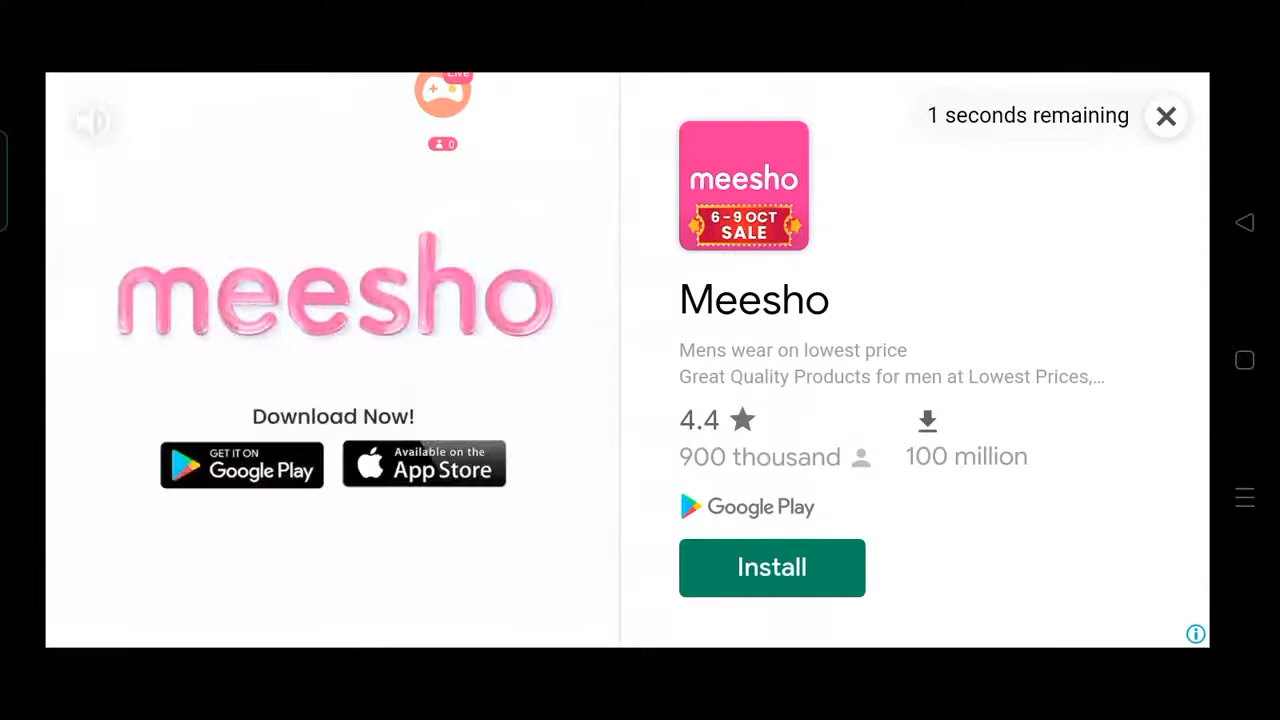 Live
0
meesho
Download Now!
GET IT ON
Google Play
Available on the
App Store
1 seconds remaining
meesho
6-9 OCT
SALE
Meesho
Mens wear on lowest price
Great Quality Products for men at Lowest Prices,...
4.4
900 thousand
100 million
Google Play
Install